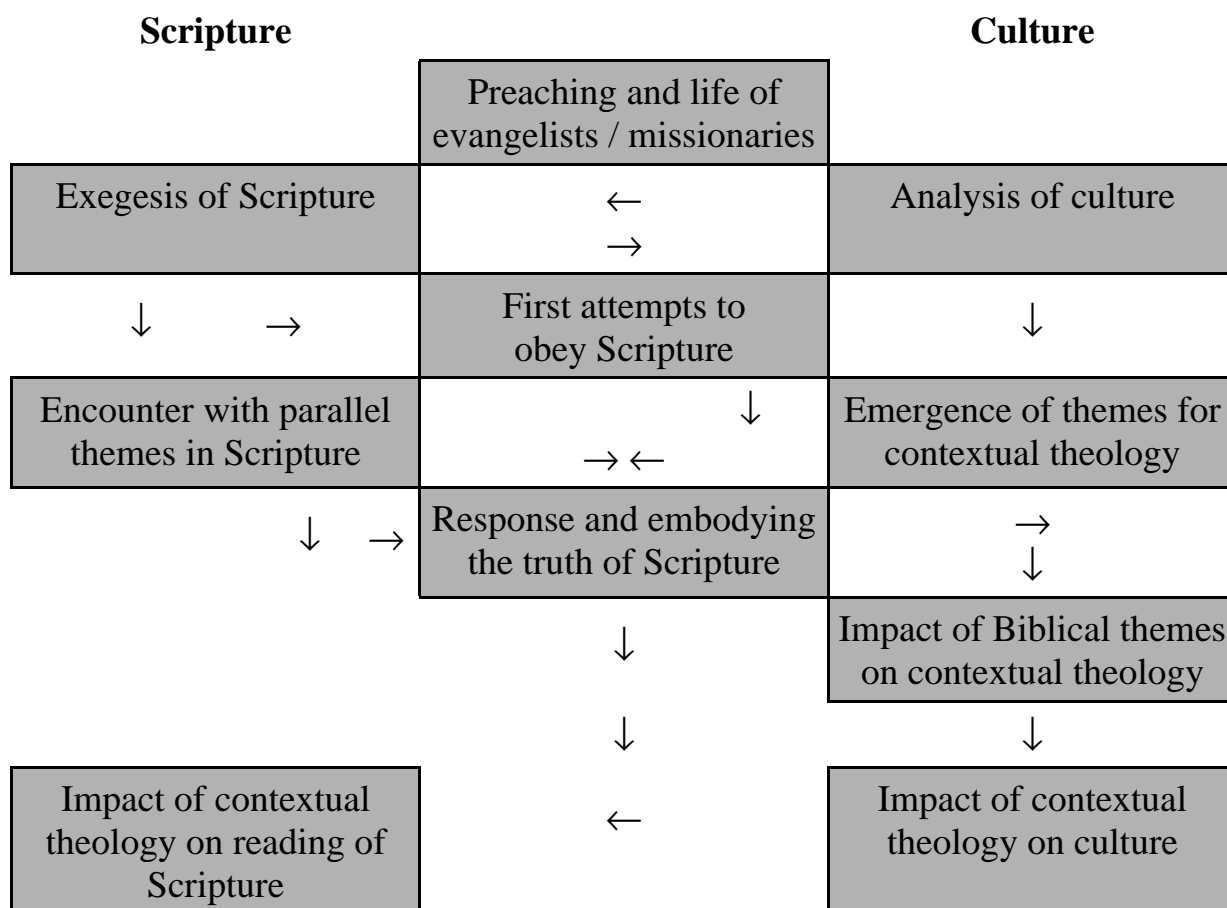 Scripture
Culture
Preaching and life of
evangelists / missionaries
Exegesis of Scripture
←
→
Analysis of culture
↓ →
First attempts to
obey Scripture
↓
Encounter with parallel
themes in Scripture
↓
→ ←
Emergence of themes for
contextual theology
↓ →
Response and embodying
the truth of Scripture
→
↓
↓
Impact of Biblical themes
on contextual theology
↓
↓
Impact of contextual
theology on reading of
Scripture
←
Impact of contextual
theology on culture